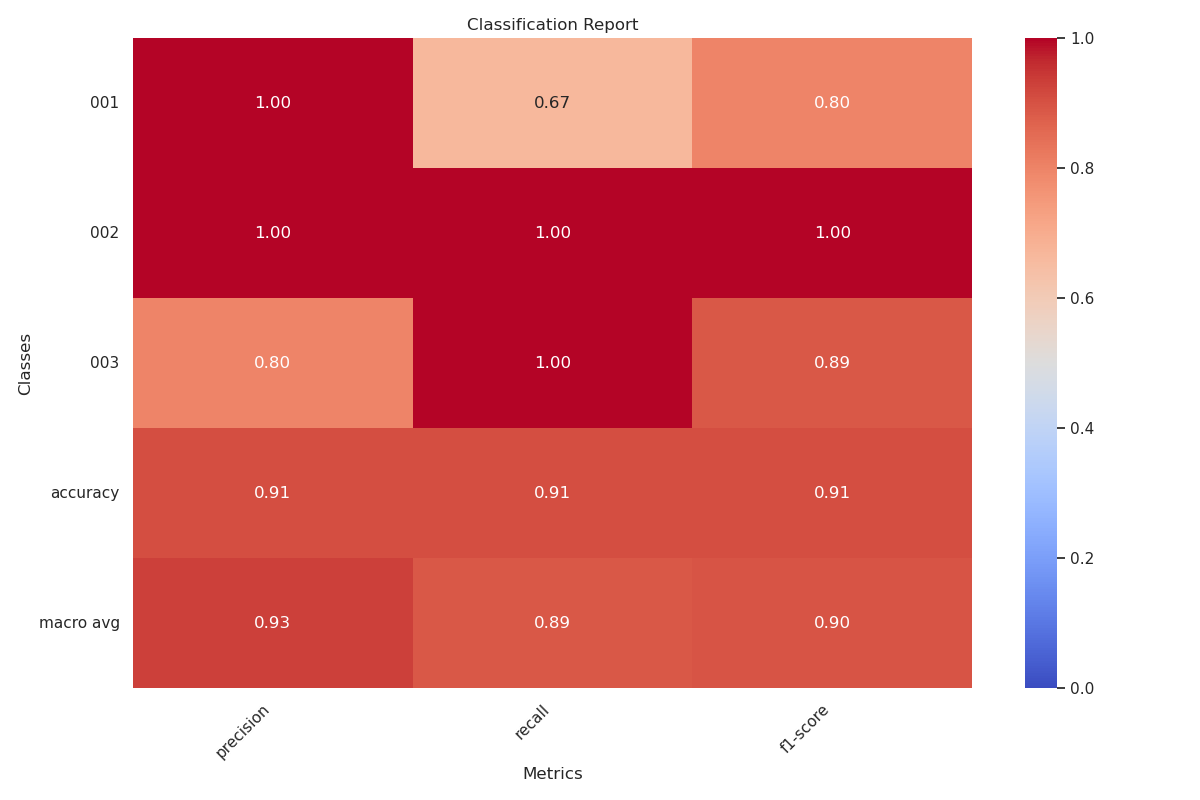 Classification Report
001 1.00 0.67 0.80
002 1.00 1.00 1.00
003 0.80 1.00 0.89
accuracy 0.91 0.91 0.91
macro avg 0.93 0.89 0.90
precision recall f1-score
Metrics
Classes
1.0
0.8
0.6
0.4
0.2
0.0